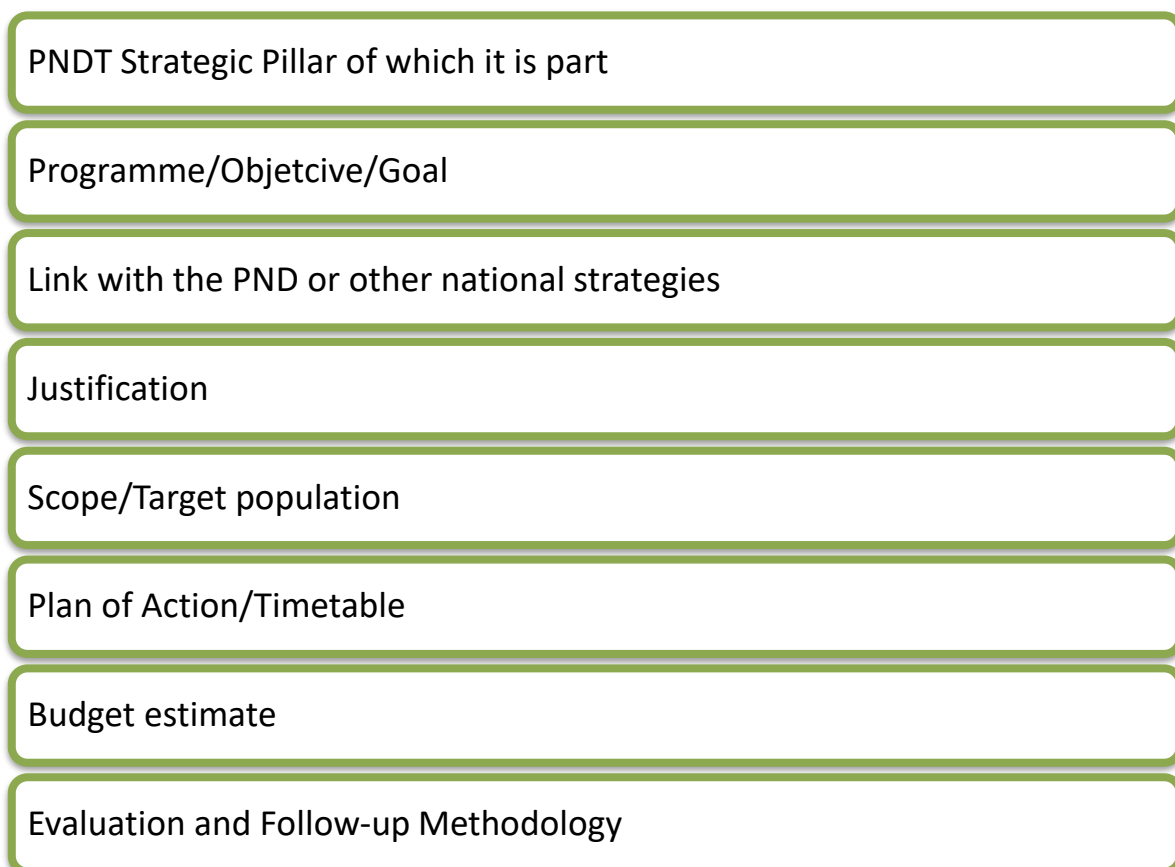 PNDT Strategic Pillar of which it is part
Programme/Objetcive/Goal
Link with the PND or other national strategies
Justification
Scope/Target population
Plan of Action/Timetable
Budget estimate
Evaluation and Follow-up Methodology